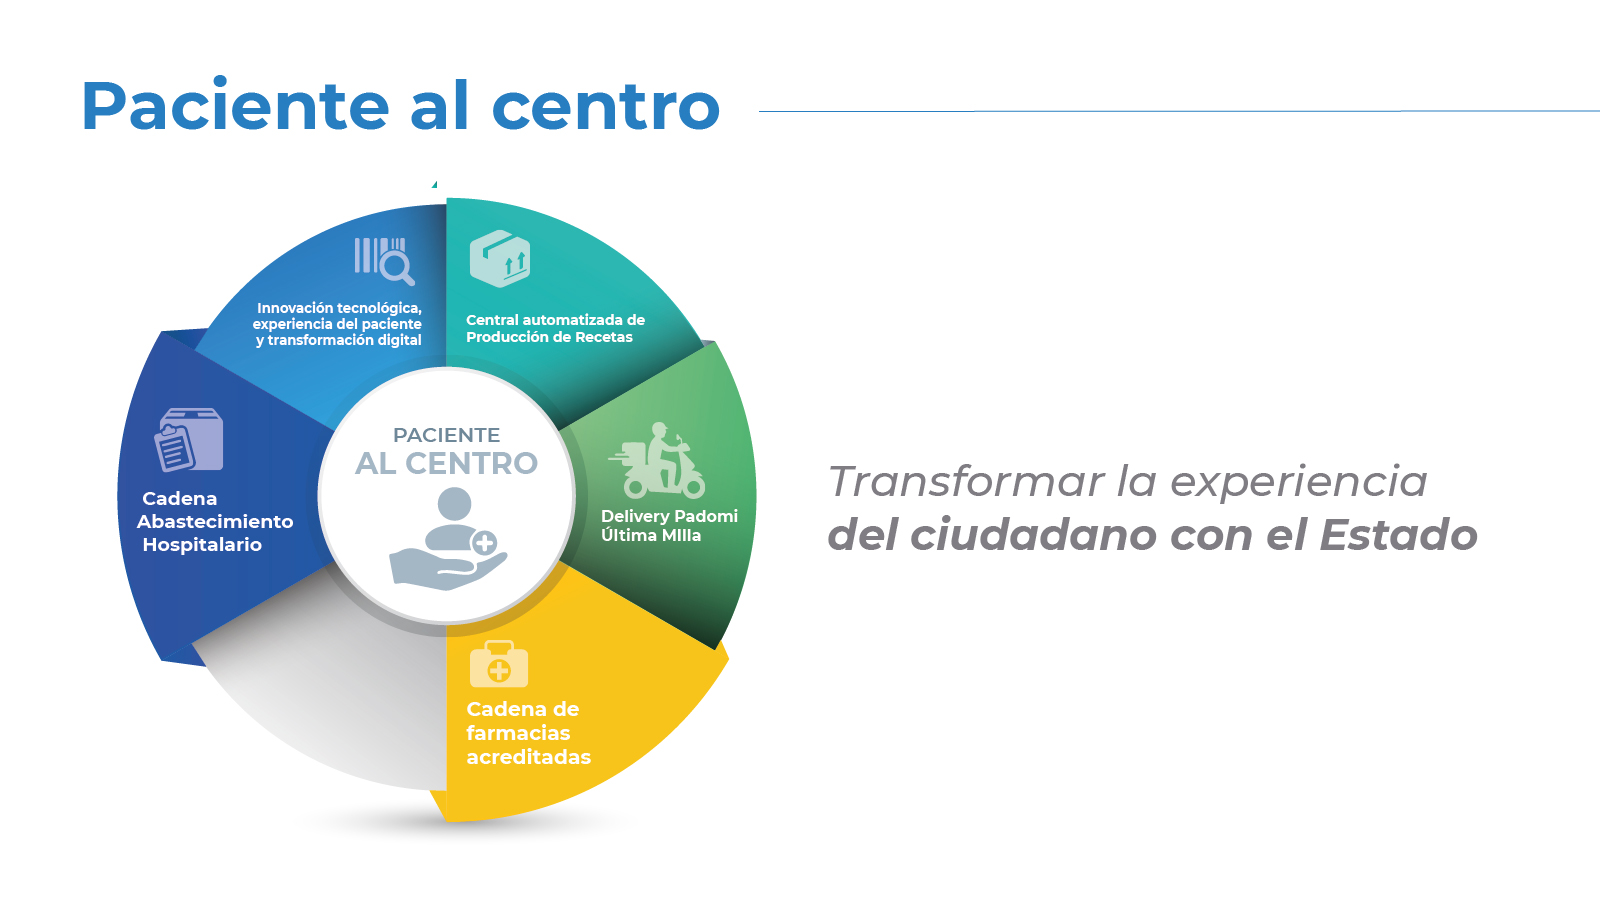 Paciente al centro
Innovación tecnológica,
experiencia del paciente
y transformación digital
Central automatizada de
Producción de Recetas
Cadena
Abastecimiento
Hospitalario
PACIENTE
AL CENTRO
Delivery Padomi
Última MIlla
Cadena de
farmacias
acreditadas
Transformar la experiencia
del ciudadano con el Estado